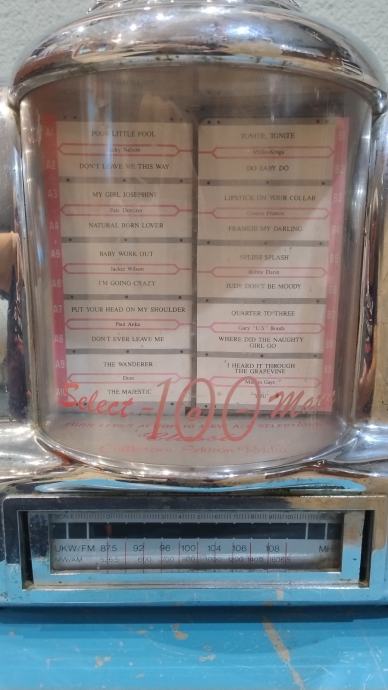 POOR LITTLE FOOL
Ricky Nelson
DON'T LEAVE ME THIS WAY
MY GIRL JOSEPHINE
Fats Domino
NATURAL BORN LOVER
BABY WORK OUT
Jackie Wilson
I'M GOING CRAZY
PUT YOUR HEAD ON MY SHOULDER
Paul Anka
DON'T EVER LEAVE ME
THE WANDERER
Dion
THE MAJESTIC
TONITE, TONITE
Mello-Kings
DO BABY DO
LIPSTICK ON YOUR COLLAR
Connie Francis
FRANKIE MY DARLING
SPLISH SPLASH
Bobby Darin
JUDY DON'T BE MOODY
QUARTER TO THREE
Gary "U.S." Bonds
WHERE DID THE NAUGHTY
GIRL GO
I HEARD IT THROUGH
THE GRAPEVINE
Marvin Gaye
Select -100-
UKW/FM 87.5 92 96 100 104 106 108
MW/AM